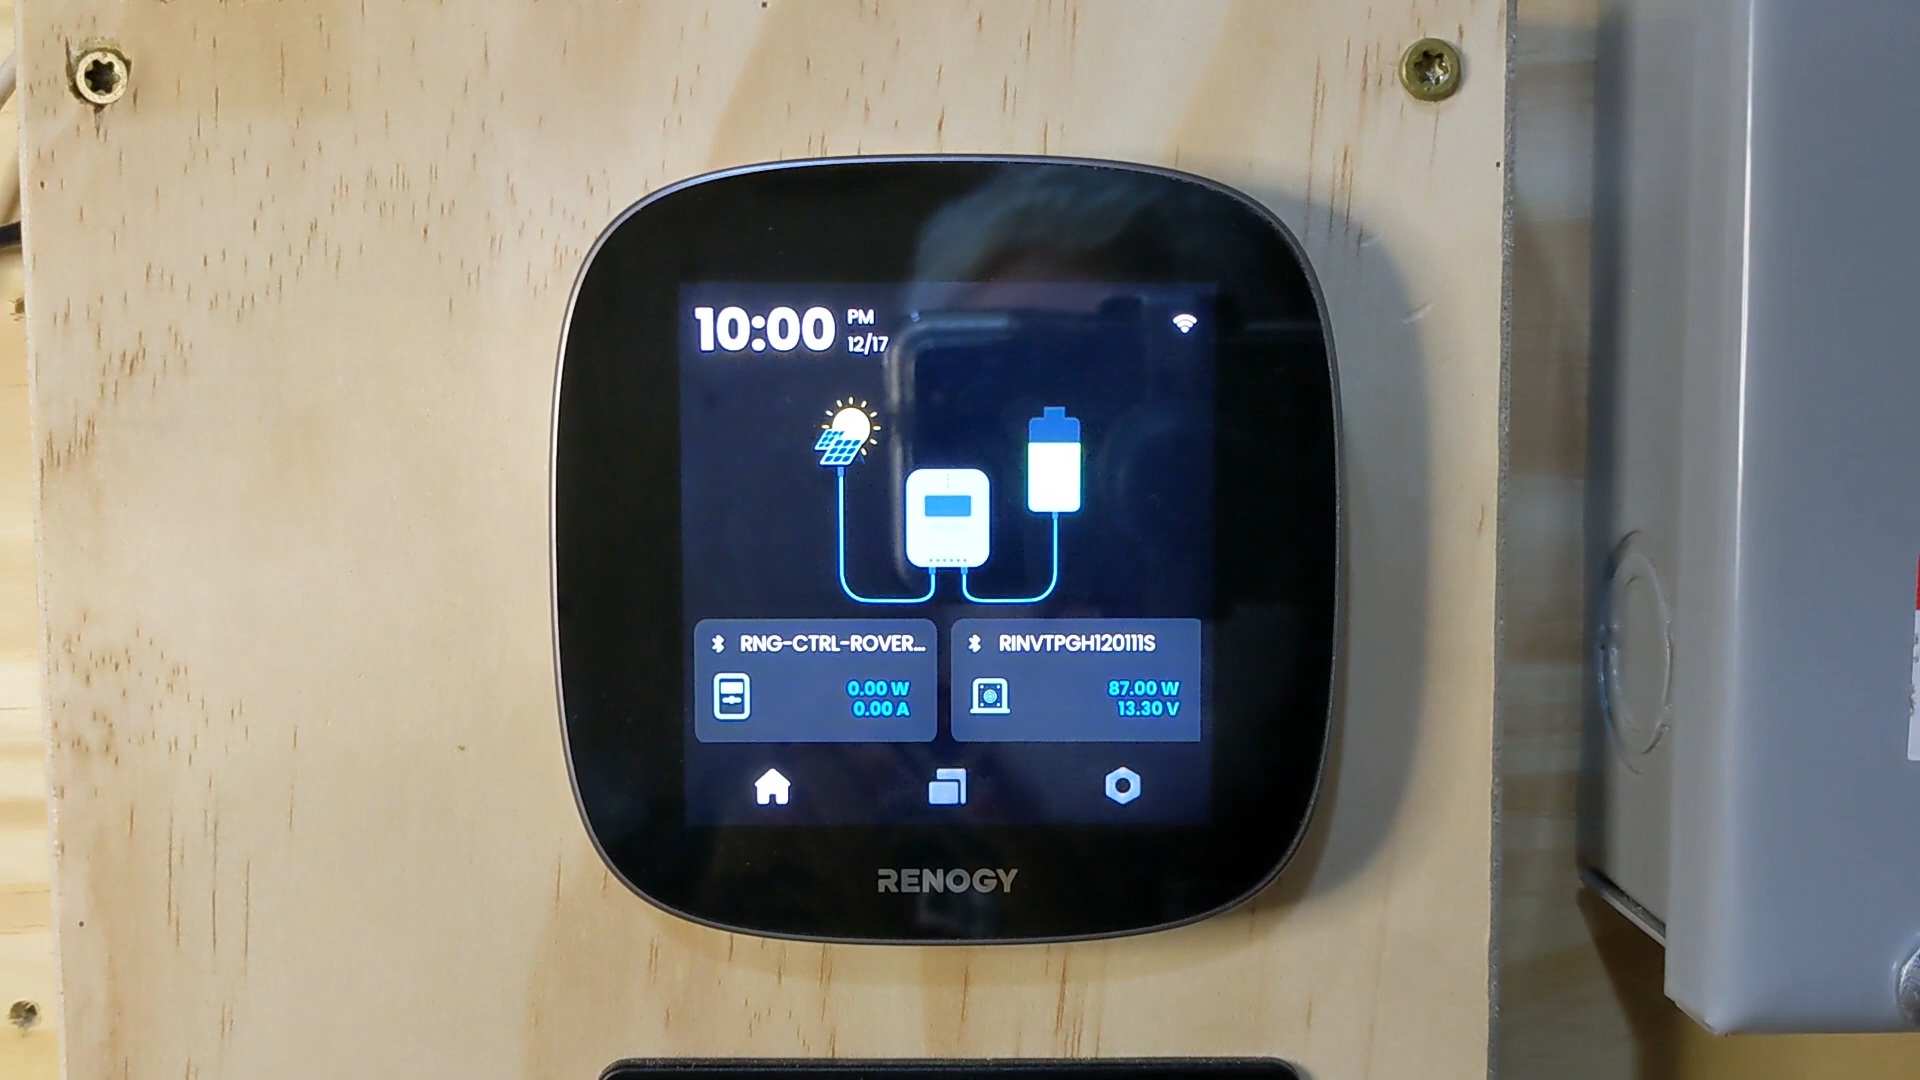 10:00 PM
12/17
RNG-CTRL-ROVER...
0.00 W
0.00 A
RINVTPGH120111S
87.00 W
13.30 V
RENOGY